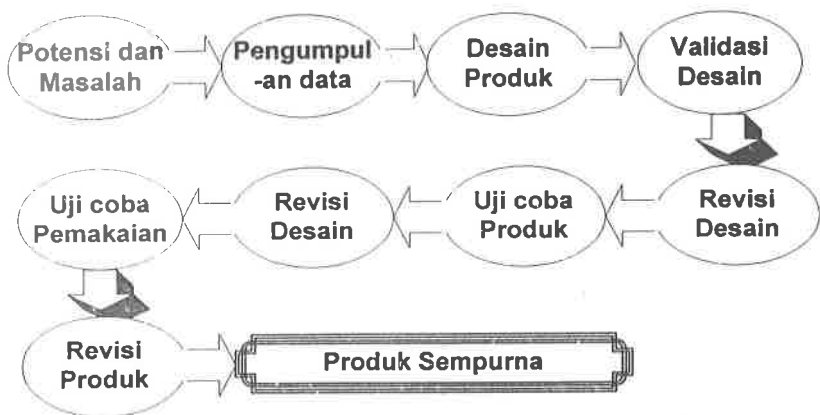 Potensi dan
Masalah
Pengumpul
-an data
Desain
Produk
Validasi
Desain
Revisi
Desain
Uji coba
Produk
Revisi
Desain
Uji coba
Pemakaian
Revisi
Produk
Produk Sempurna